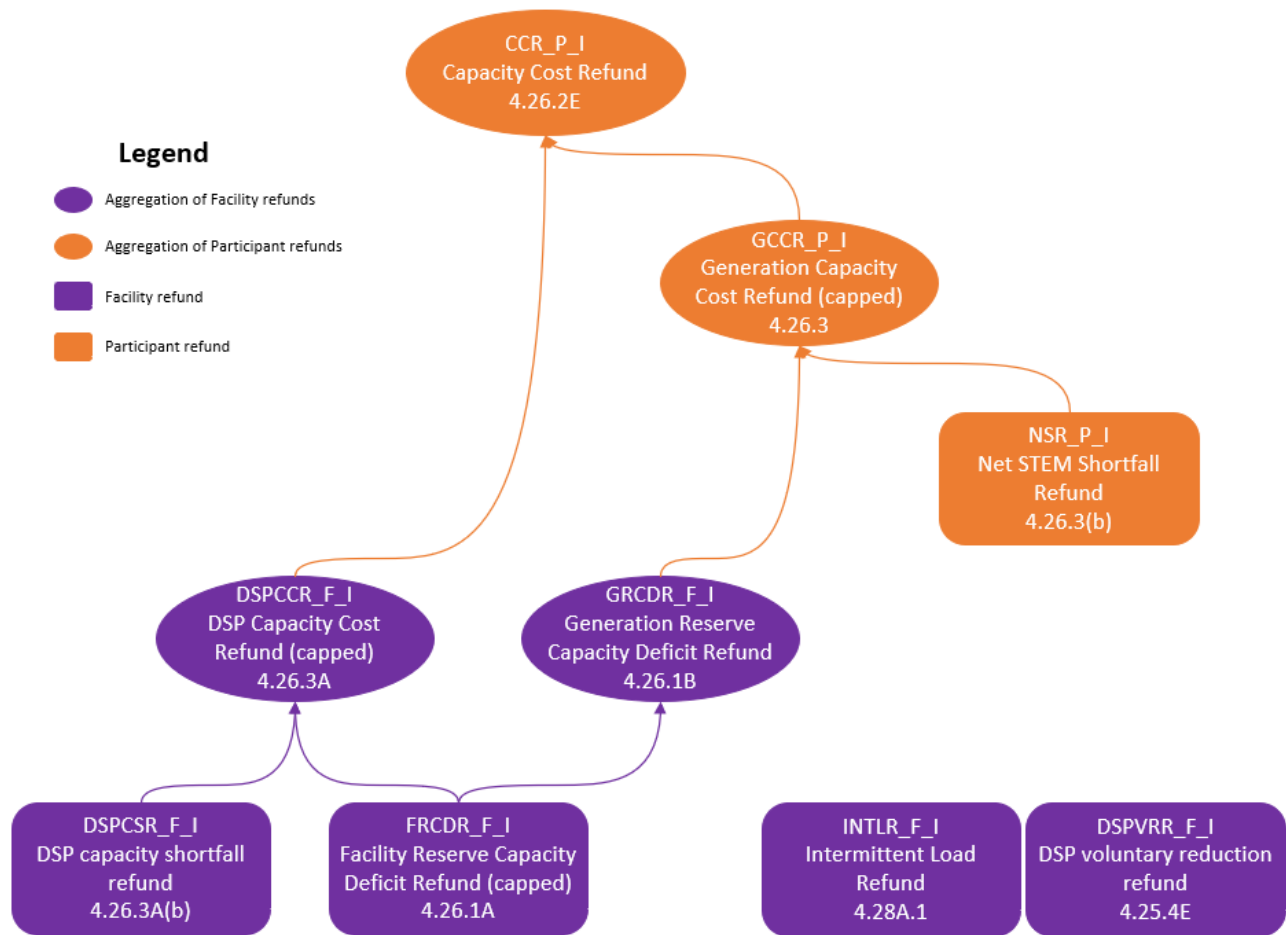 CCR_P_I
Capacity Cost Refund
4.26.2E
Legend
Aggregation of Facility refunds
Aggregation of Participant refunds
Facility refund
Participant refund
GCCR_P_I
Generation Capacity
Cost Refund (capped)
4.26.3
NSR_P_I
Net STEM Shortfall
Refund
4.26.3(b)
DSPCCR_F_I
DSP Capacity Cost
Refund (capped)
4.26.3A
GRCDR_F_I
Generation Reserve
Capacity Deficit Refund
4.26.1B
DSPCSR_F_I
DSP capacity shortfall
refund
4.26.3A(b)
FRCDR_F_I
Facility Reserve Capacity
Deficit Refund (capped)
4.26.1A
INTLR_F_I
Intermittent Load
Refund
4.28A.1
DSPVRR_F_I
DSP voluntary reduction
refund
4.25.4E